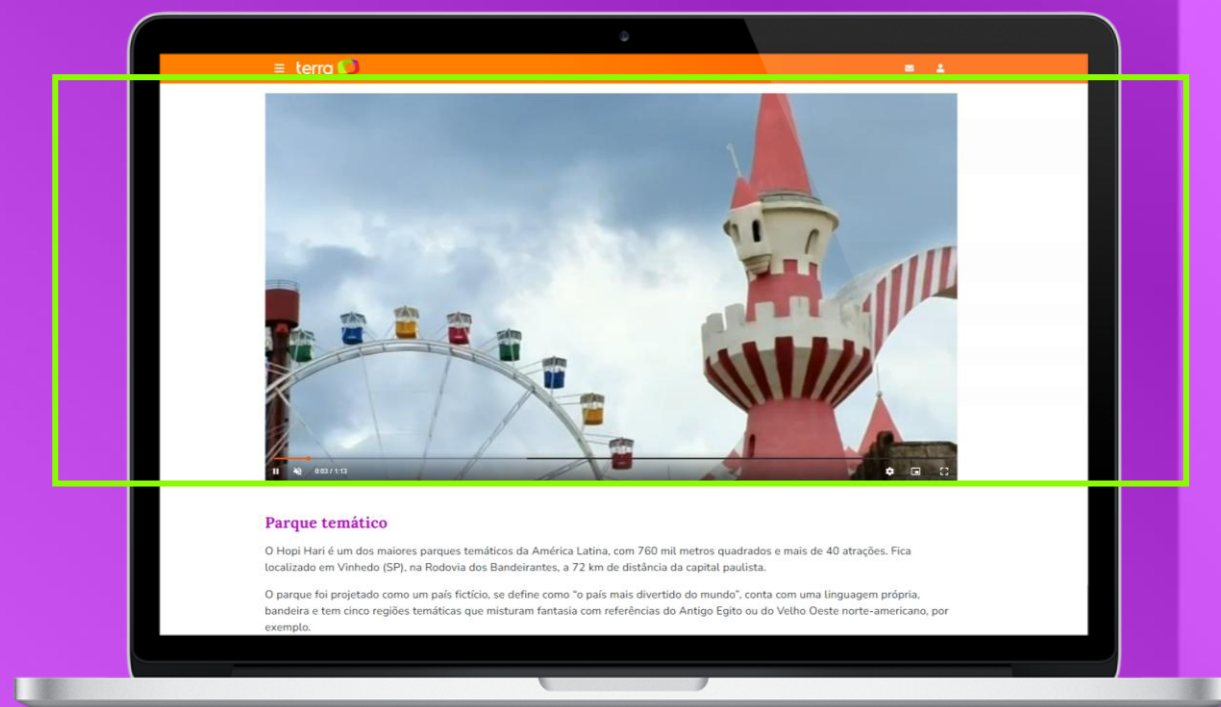 terra
0:03 / 1:13
Parque temático
O Hopi Hari é um dos maiores parques temáticos da América Latina, com 760 mil metros quadrados e mais de 40 atrações. Fica
localizado em Vinhedo (SP), na Rodovia dos Bandeirantes, a 72 km de distância da capital paulista.
O parque foi projetado como um país fictício, se define como “o país mais divertido do mundo”, conta com uma linguagem própria,
bandeira e tem cinco regiões temáticas que misturam fantasia com referências do Antigo Egito ou do Velho Oeste norte-americano, por
exemplo.